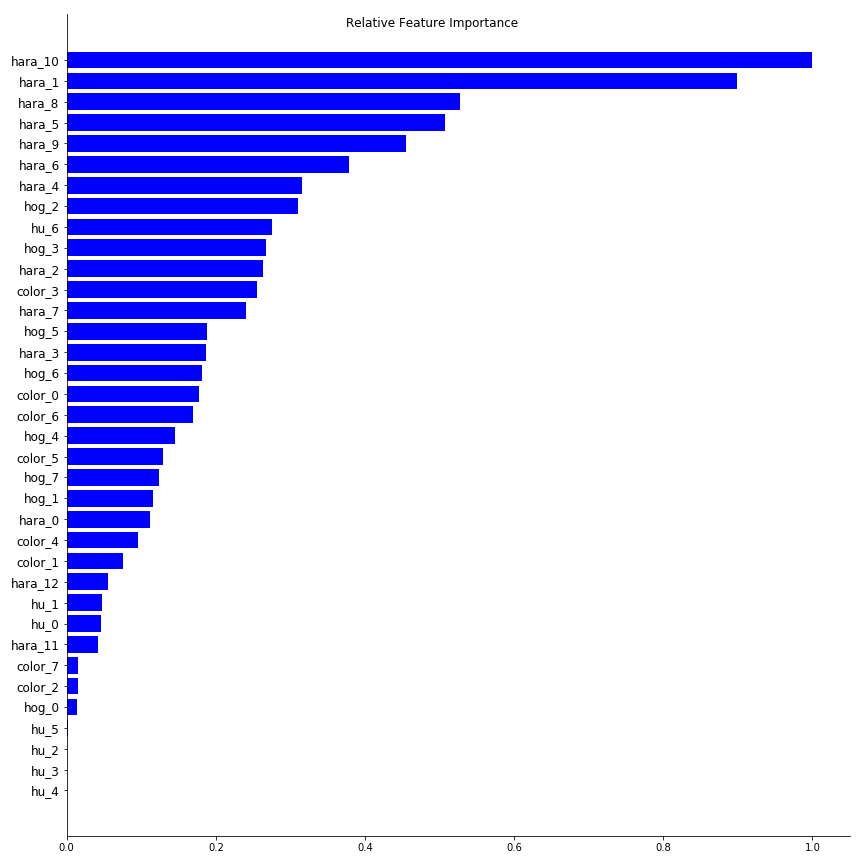 Relative Feature Importance
hara_10
hara_1
hara_8
hara_5
hara_9
hara_6
hara_4
hog_2
hu_6
hog_3
hara_2
color_3
hara_7
hog_5
hara_3
hog_6
color_0
color_6
hog_4
color_5
hog_7
hog_1
hara_0
color_4
color_1
hara_12
hu_1
hu_0
hara_11
color_7
color_2
hog_0
hu_5
hu_2
hu_3
hu_4
0.0 0.2 0.4 0.6 0.8 1.0